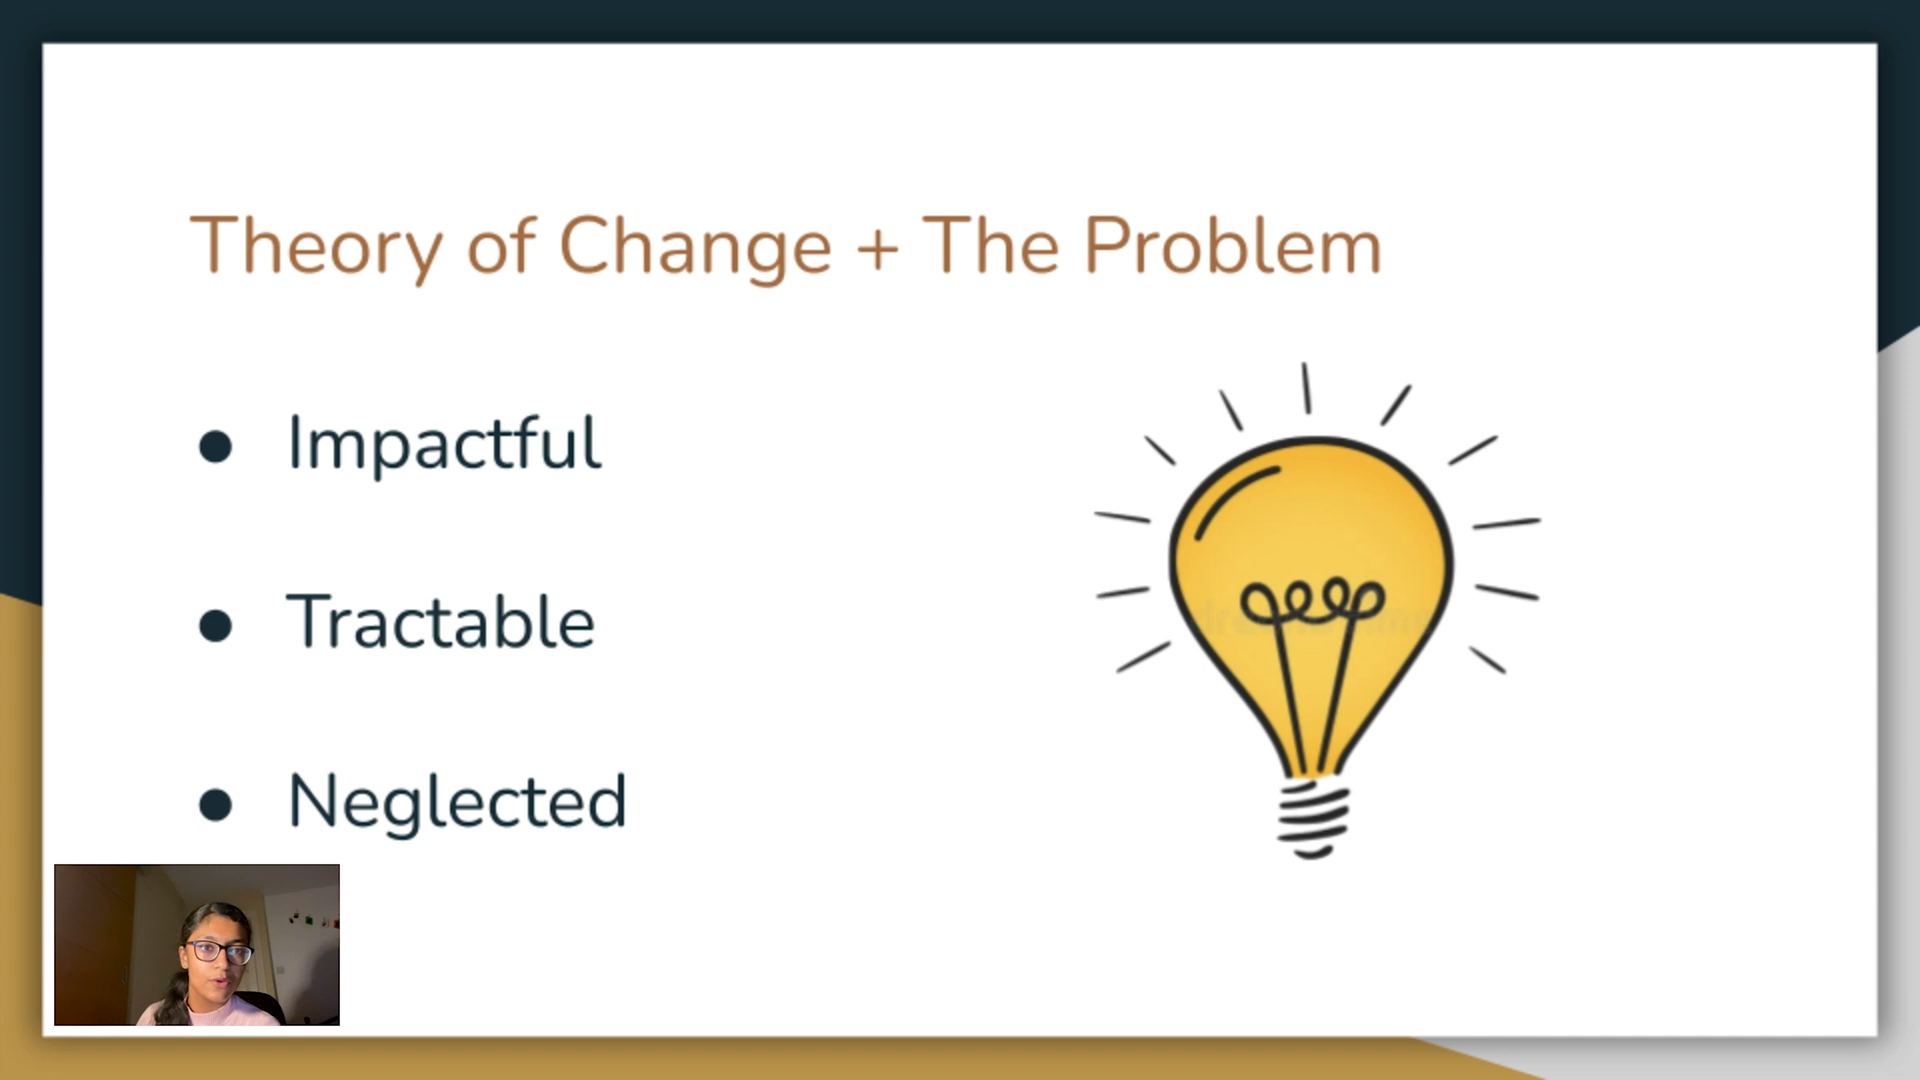 Theory of Change + The Problem
● Impactful
● Tractable
● Neglected